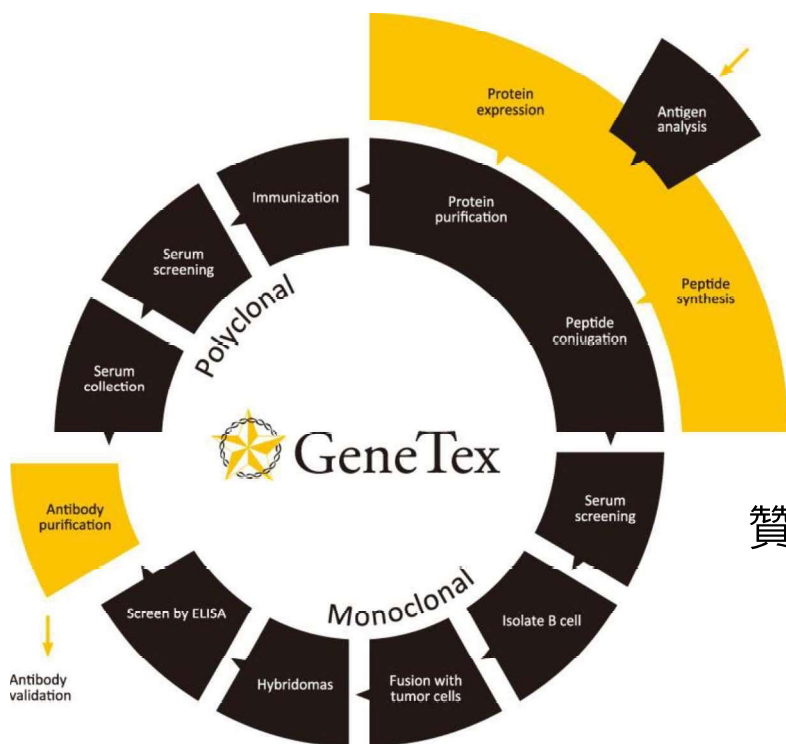 Protein
expression
Antigen
analysis
Immunization
Protein
purification
Serum
screening
Peptide
synthesis
Peptide
conjugation
Polyclonal
Serum
collection
GeneTex
Antibody
purification
Serum
screening
贊
Monoclonal
Screen by ELISA
Isolate B cell
Hybridomas
Fusion with
tumor cells
Antibody
validation